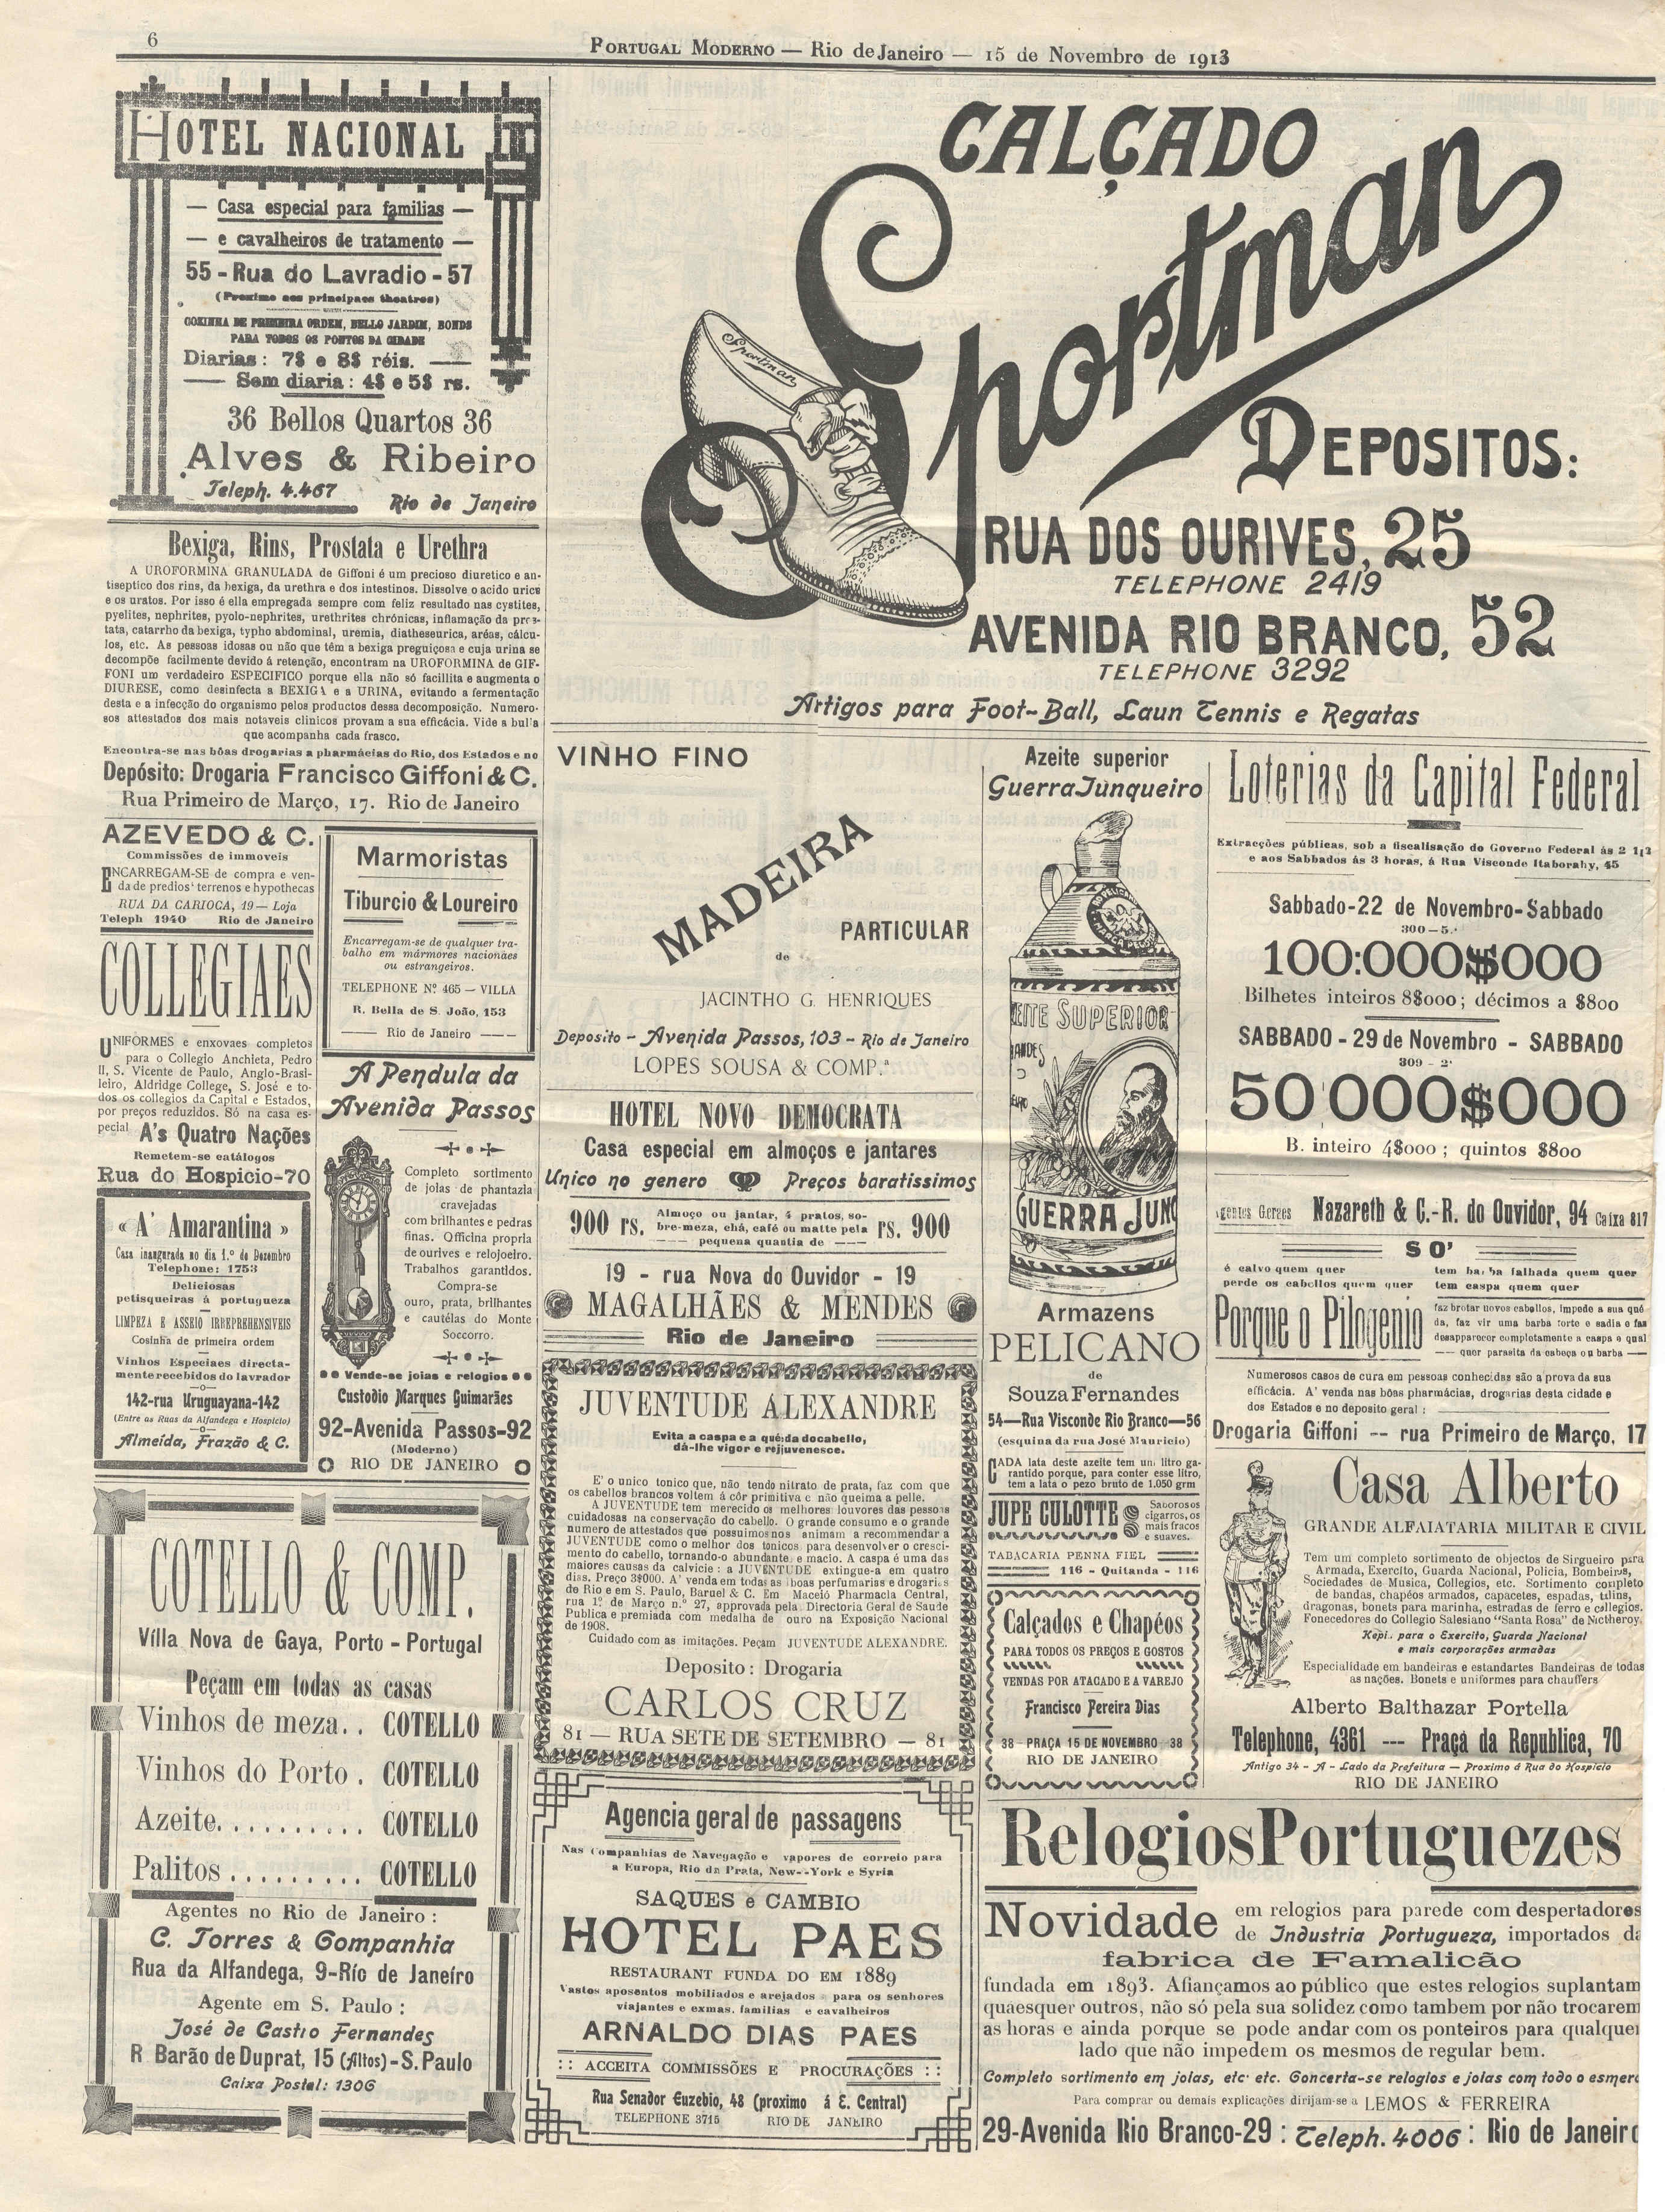 6
PORTUGAL MODERNO — Rio de Janeiro — 15 de Novembro de 1913
HOTEL NACIONAL
— Casa especial para familias —
— e cavalheiros de tratamento —
55 - Rua do Lavradio - 57
(Proximo aos principaes theatros)
COZINHA DE PRIMEIRA ORDEM, BELLO JARDIM, BONDS
PARA TODOS OS PONTOS DA CIDADE
Diarias: 7$ e 8$ réis. —
— Sem diaria: 4$ e 5$ rs.
36 Bellos Quartos 36
Alves & Ribeiro
Teleph. 4.467
Rio de Janeiro
Bexiga, Rins, Prostata e Urethra
A UROFORMINA GRANULADA de Giffoni é um precioso diuretico e an-
tiseptico dos rins, da bexiga, da urethra e dos intestinos. Dissolve o acido urico
e os uratos. Por isso é ella empregada sempre com feliz resultado nas cystites,
pyelites, nephrites, pyolo-nephrites, urethrites chrónicas, inflamação da pros-
tata, catarrho da bexiga, typho abdominal, uremia, diatheseurica, aréas, cálcu-
los, etc. As pessoas idosas ou não que têm a bexiga preguiçosa e cuja urina se
decompõe facilmente devido á retenção, encontram na UROFORMINA de GIF-
FONI um verdadeiro ESPECIFICO porque ella não só facillita e augmenta o
DIURESE, como desinfecta a BEXIGA e a URINA, evitando a fermentação
desta e a infecção do organismo pelos productos dessa decomposição. Numero-
sos attestados dos mais notaveis clinicos provam a sua efficácia. Vide a bul'a
que acompanha cada frasco.
Encontra-se nas bôas drogarias a pharmácias do Rio, dos Estados e no
Depósito: Drogaria Francisco Giffoni & C.
Rua Primeiro de Março, 17. Rio de Janeiro
AZEVEDO & C.
Commissões de immoveis
ENCARREGAM-SE de compra e ven-
da de predios' terrenos e hypothecas
RUA DA CARIOCA, 19 — Loja
Teleph 1940 Rio de Janeiro
COLLEGIAES
UNIFORMES e enxovaes completos
para o Collegio Anchieta, Pedro
II, S. Vicente de Paulo, Anglo-Brasi-
leiro, Aldridge College, S. José e to-
dos os collegios da Capital e Estados,
por preços reduzidos. Só na casa es-
pecial A's Quatro Nações
Remetem-se catálogos
Rua do Hospicio-70
« A' Amarantina »
Casa inaugurada no dia 1.º de Dezembro
Telephone: 1753
Deliciosas
petisqueiras á portugueza
LIMPEZA E ASSEIO IRREPREHENSIVEIS
Cosinha de primeira ordem
Vinhos Especiaes directa-
mente recebidos do lavrador
—o—
142-rua Uruguayana-142
(Entre as Ruas da Alfandega e Hospicio)
—o—
Almeida, Frazão & C.
Marmoristas
Tiburcio & Loureiro
Encarregam-se de qualquer tra-
balho em mármores nacionaes
ou estrangeiros.
TELEPHONE Nº. 465 — VILLA
R. Bella de S. João, 153
— Rio de Janeiro —
A Pendula da
Avenida Passos
Completo sortimento
de joias de phantazia
cravejadas
com brilhantes e pedras
finas. Officina propria
de ourives e relojoeiro.
Trabalhos garantidos.
Compra-se
ouro, prata, brilhantes
e cautélas do Monte
Soccorro.
Vende-se joias e relogios
Custodio Marques Guimarães
92-Avenida Passos-92
(Moderno)
RIO DE JANEIRO
COTELLO & COMP.
Villa Nova de Gaya, Porto - Portugal
Peçam em todas as casas
Vinhos de meza.. COTELLO
Vinhos do Porto . COTELLO
Azeite.......... COTELLO
Palitos ......... COTELLO
Agentes no Rio de Janeiro :
C. Torres & Companhia
Rua da Alfandega, 9-Rio de Janeiro
Agente em S. Paulo :
José de Castro Fernandes
R Barão de Duprat, 15 (Altos) - S. Paulo
Caixa Postal: 1306
CALÇADO
Sportman
Sportman
DEPOSITOS:
RUA DOS OURIVES, 25
TELEPHONE 2419
AVENIDA RIO BRANCO, 52
TELEPHONE 3292
Artigos para Foot-Ball, Laun Tennis e Regatas
VINHO FINO
MADEIRA
PARTICULAR
de
JACINTHO G. HENRIQUES
Deposito - Avenida Passos, 103 - Rio de Janeiro
LOPES SOUSA & COMP.ª
HOTEL NOVO DEMOCRATA
Casa especial em almoços e jantares
Unico no genero Preços baratissimos
900 rs. Almoço ou jantar, 4 pratos, so-
bre-meza, chá, café ou matte pela
pequena quantia de — rs. 900
19 - rua Nova do Ouvidor - 19
MAGALHÃES & MENDES
Rio de Janeiro
JUVENTUDE ALEXANDRE
Evita a caspa e a quéda docabello,
dá-lhe vigor e rejjuvenesce.
E' o unico tonico que, não tendo nitrato de prata, faz com que
os cabellos brancos voltem á côr primitiva e não queima a pelle.
A JUVENTUDE tem merecido os melhores louvores das pessoas
cuidadosas na conservação do cabello. O grande consumo e o grande
numero de attestados que possuimos nos animam a recommendar a
JUVENTUDE como o melhor dos tonicos para desenvolver o cresci-
mento do cabello, tornando-o abundante e macio. A caspa é uma das
maiores causas da calvicie : a JUVENTUDE extingue-a em quatro
dias. Preço 3$000. A' venda em todas as boas perfumarias e drogarias
do Rio e em S. Paulo, Baruel & C. Em Maceió Pharmacia Central,
rua 1º de Março n.º 27, approvada pela Directoria Geral de Saude
Publica e premiada com medalha de ouro na Exposição Nacional
de 1908.
Cuidado com as imitações. Peçam JUVENTUDE ALEXANDRE.
Deposito : Drogaria
CARLOS CRUZ
81 — RUA SETE DE SETEMBRO — 81
Agencia geral de passagens
Nas Companhias de Navegação e vapores de correio para
a Europa, Rio da Prata, New--York e Syria
SAQUES e CAMBIO
HOTEL PAES
RESTAURANT FUNDA DO EM 1889
Vastos aposentos mobiliados e arejados para os senhores
viajantes e exmas. familias e cavalheiros
ARNALDO DIAS PAES
:: ACCEITA COMMISSÕES E PROCURAÇÕES ::
Rua Senador Euzebio, 48 (proximo á E. Central)
TELEPHONE 3715 RIO DE JANEIRO
Azeite superior
Guerra Junqueiro
EITE SUPERIOR
GUERRA JUNQ
Armazens
PELICANO
de
Souza Fernandes
54—Rua Visconde Rio Branco—56
(esquina da rua José Mauricio)
CADA lata deste azeite tem um litro ga-
rantido porque, para conter esse litro,
tem a lata o pezo bruto de 1.050 grm
JUPE CULOTTE
Saborosos
cigarros, os
mais fracos
e suaves.
TABACARIA PENNA FIEL
116 - Quitanda - 116
Calçados e Chapéos
PARA TODOS OS PREÇOS E GOSTOS
VENDAS POR ATACADO E A VAREJO
Francisco Pereira Dias
38 - PRAÇA 15 DE NOVEMBRO - 38
RIO DE JANEIRO
Loterias da Capital Federal
Extracções públicas, sob a fiscalisação do Governo Federal ás 2 1|2
e aos Sabbados ás 3 horas, á Rua Visconde Itaborahy, 45
Sabbado-22 de Novembro-Sabbado
300—5.ª
100:000$000
Bilhetes inteiros 8$000 ; décimos a $800
SABBADO - 29 de Novembro - SABBADO
309 - 2ª
50 000$000
B. inteiro 4$000 ; quintos $800
Agentes Geraes Nazareth & C.-R. do Ouvidor, 94 Caixa 817
SO'
é calvo quem quer
perde os cabellos quem quer
tem barba falhada quem quer
tem caspa quem quer
Porque o Pilogenio
faz brotar novos cabellos, impede a sua qué
da, faz vir uma barba forte e sadia e faz
desapparecer completamente a caspa e qual
quer parasita da cabeça ou barba —
Numerosos casos de cura em pessoas conhecidas são a prova da sua
efficácia. A' venda nas bôas pharmácias, drogarias desta cidade e
dos Estados e no deposito geral :
Drogaria Giffoni -- rua Primeiro de Março, 17
Casa Alberto
GRANDE ALFAIATARIA MILITAR E CIVIL
Tem um completo sortimento de objectos de Sirgueiro para
Armada, Exercito, Guarda Nacional, Policia, Bombeiros,
Sociedades de Musica, Collegios, etc. Sortimento completo
de bandas, chapéos armados, capacetes, espadas, talins,
dragonas, bonets para marinha, estradas de ferro e collegios.
Fonecedores do Collegio Salesiano “Santa Rosa” de Nctheroy.
Kepi. para o Exercito, Guarda Nacional
e mais corporações armadas
Especialidade em bandeiras e estandartes Bandeiras de todas
as nações. Bonets e uniformes para chauffers
Alberto Balthazar Portella
Telephone, 4361 --- Praça da Republica, 70
Antigo 34 - A - Lado da Prefeitura — Proximo á Rua do Hospicio
RIO DE JANEIRO
Relogios Portuguezes
Novidade em relogios para parede com despertadores
de Industria Portugueza, importados da
fabrica de Famalicão
fundada em 1893. Afiançamos ao público que estes relogios suplantam
quaesquer outros, não só pela sua solidez como tambem por não trocarem
as horas e ainda porque se pode andar com os ponteiros para qualquer
lado que não impedem os mesmos de regular bem.
Completo sortimento em joias, etc etc. Concerta-se relogios e joias com todo o esmero
Para comprar ou demais explicações dirijam-se a LEMOS & FERREIRA
29-Avenida Rio Branco-29 : Teleph. 4006 : Rio de Janeiro